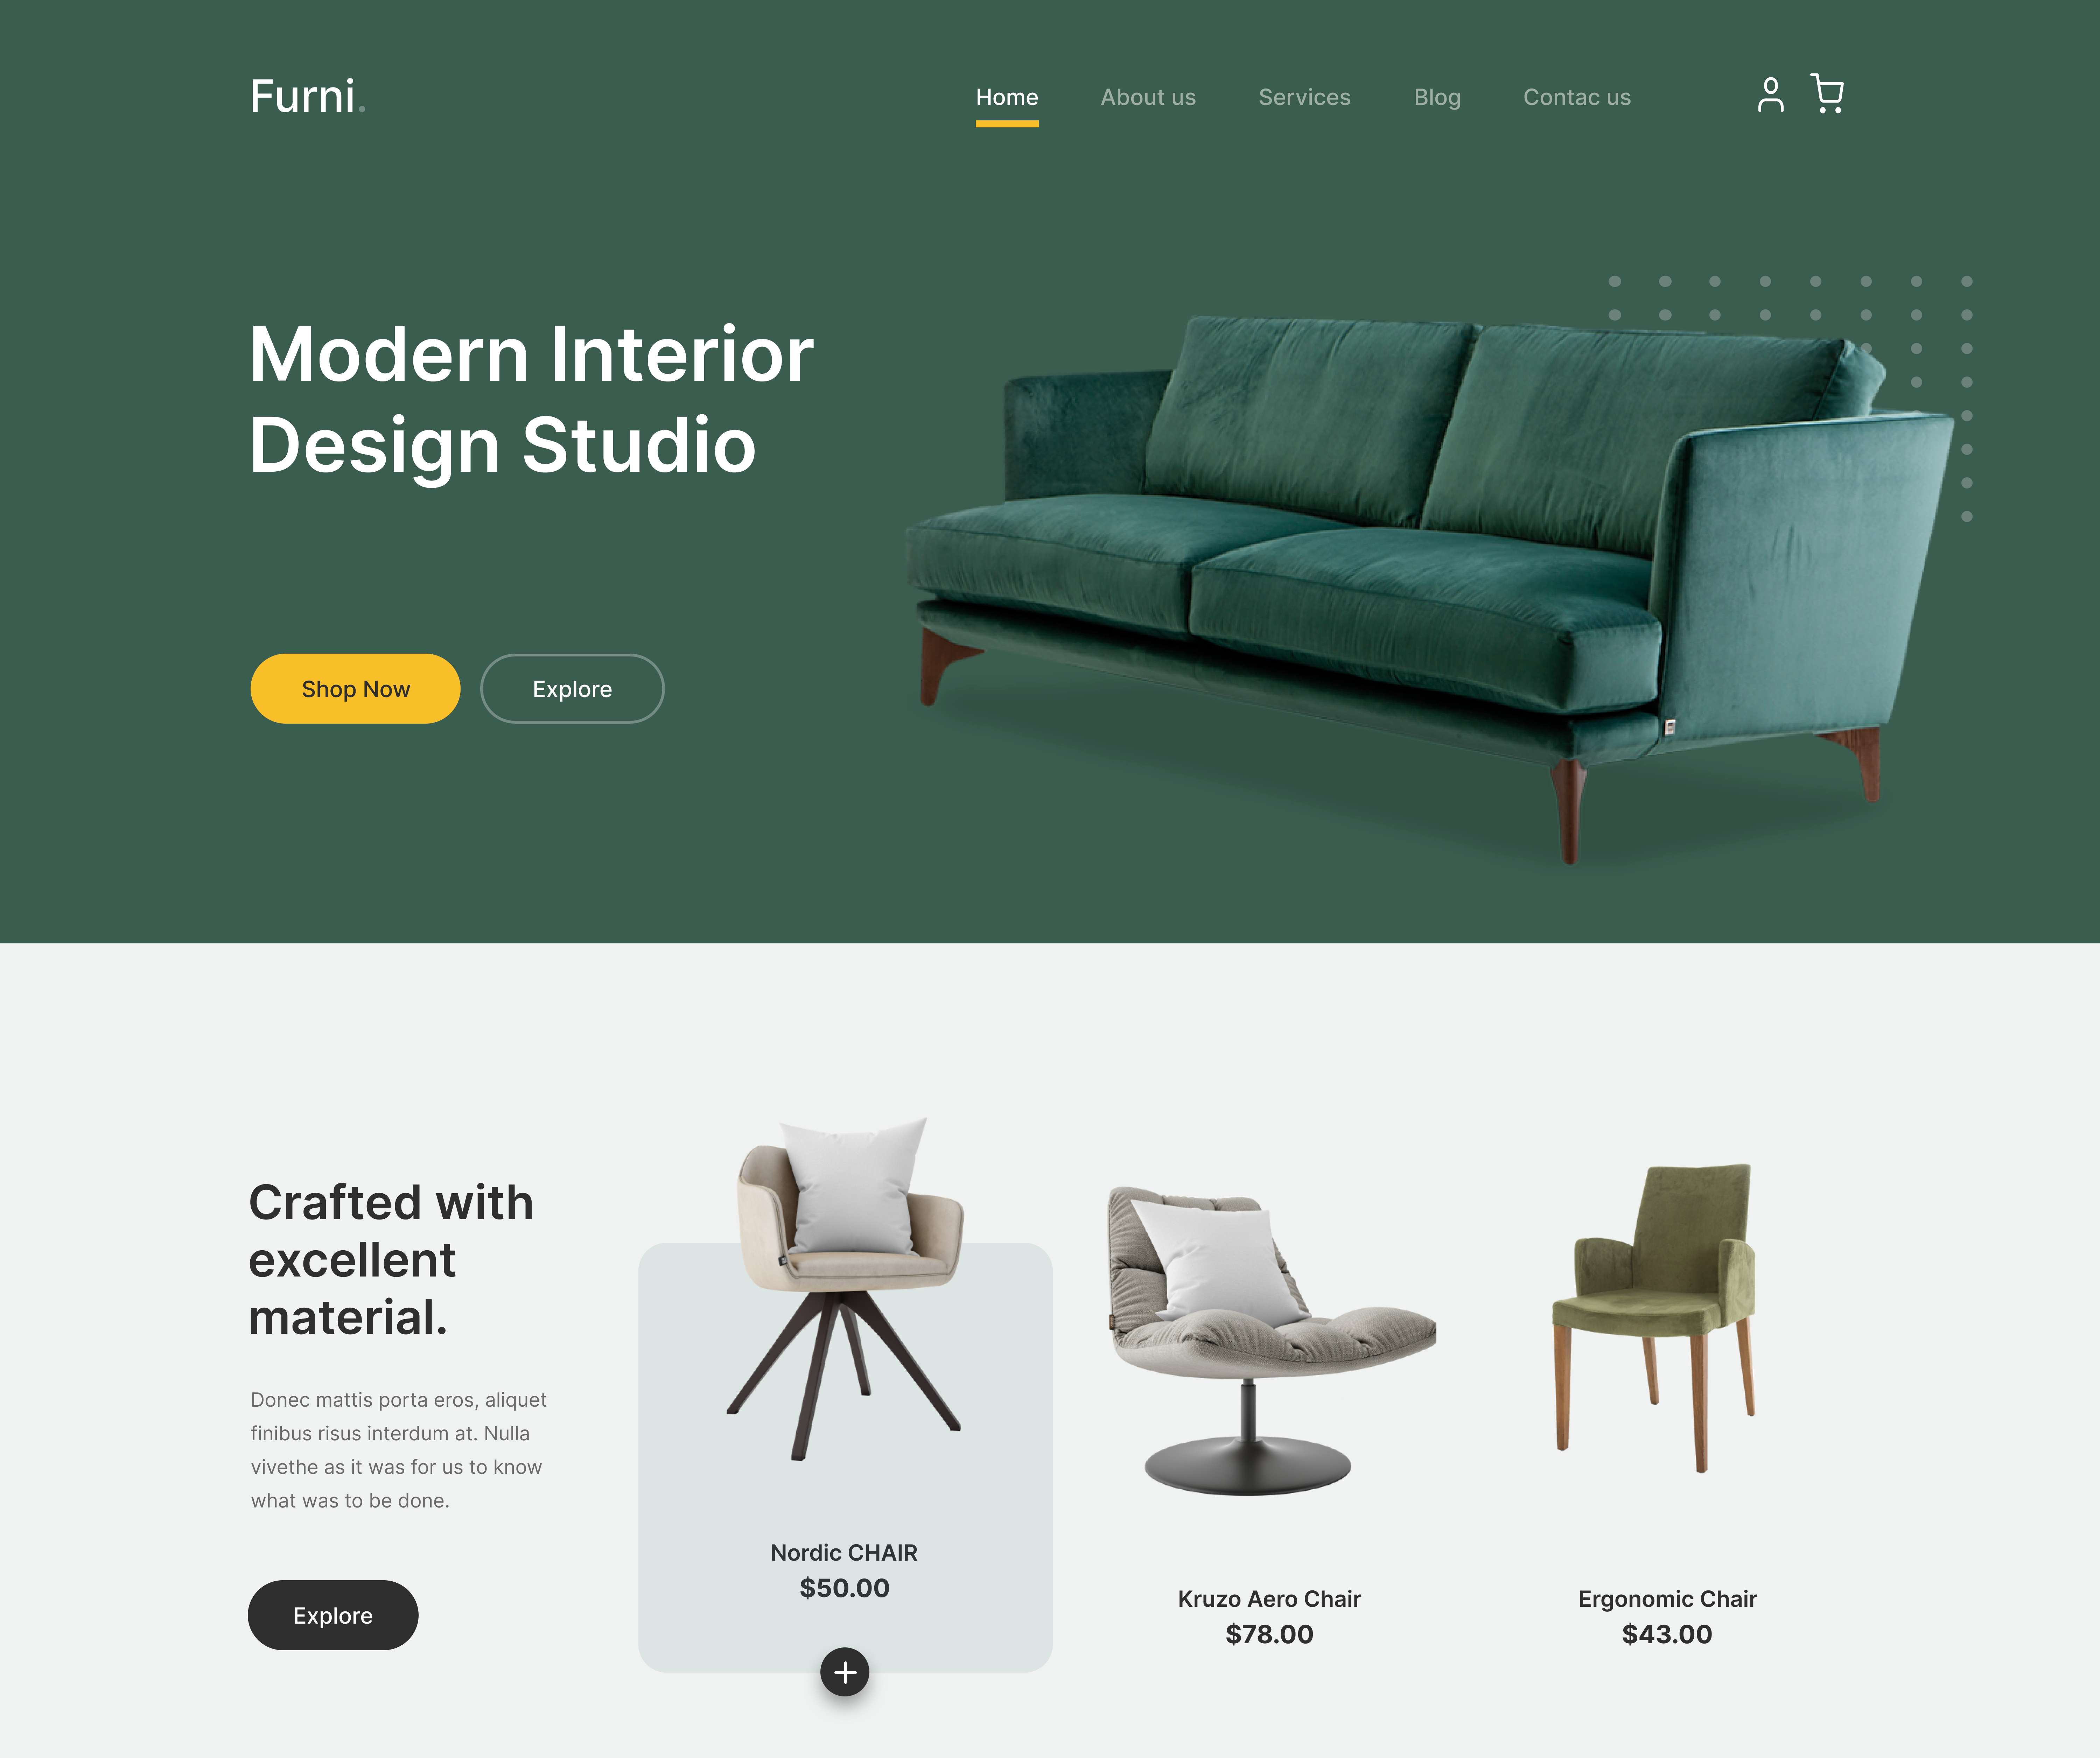 Furni.
Home About us Services Blog Contac us
Modern Interior
Design Studio
Shop Now Explore
Crafted with
excellent
material.
Donec mattis porta eros, aliquet
finibus risus interdum at. Nulla
vivethe as it was for us to know
what was to be done.
Explore
Nordic CHAIR
$50.00
Kruzo Aero Chair
$78.00
Ergonomic Chair
$43.00